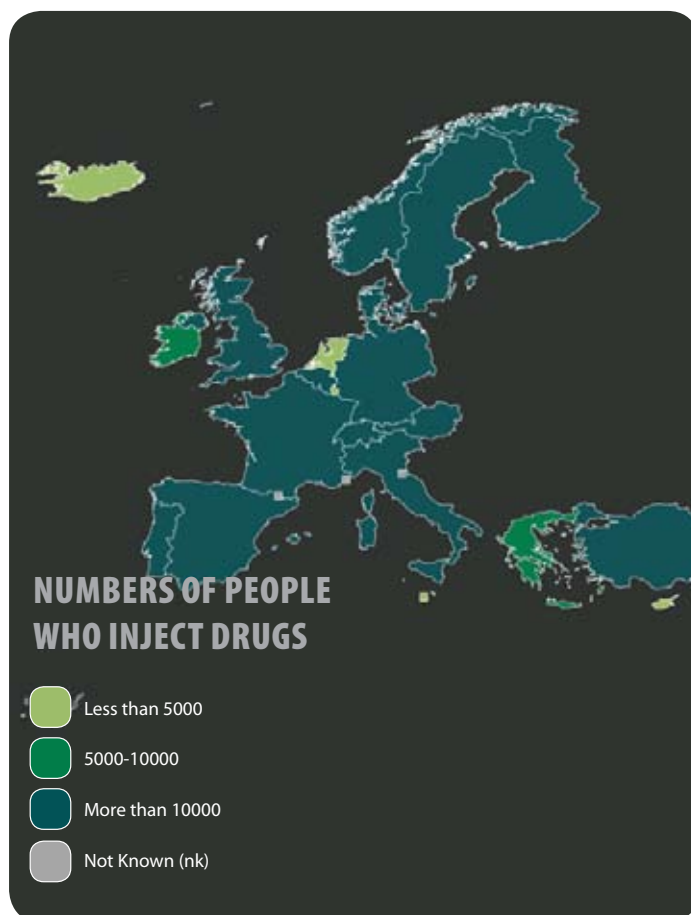 NUMBERS OF PEOPLE
WHO INJECT DRUGS
Less than 5000
5000-10000
More than 10000
Not Known (nk)